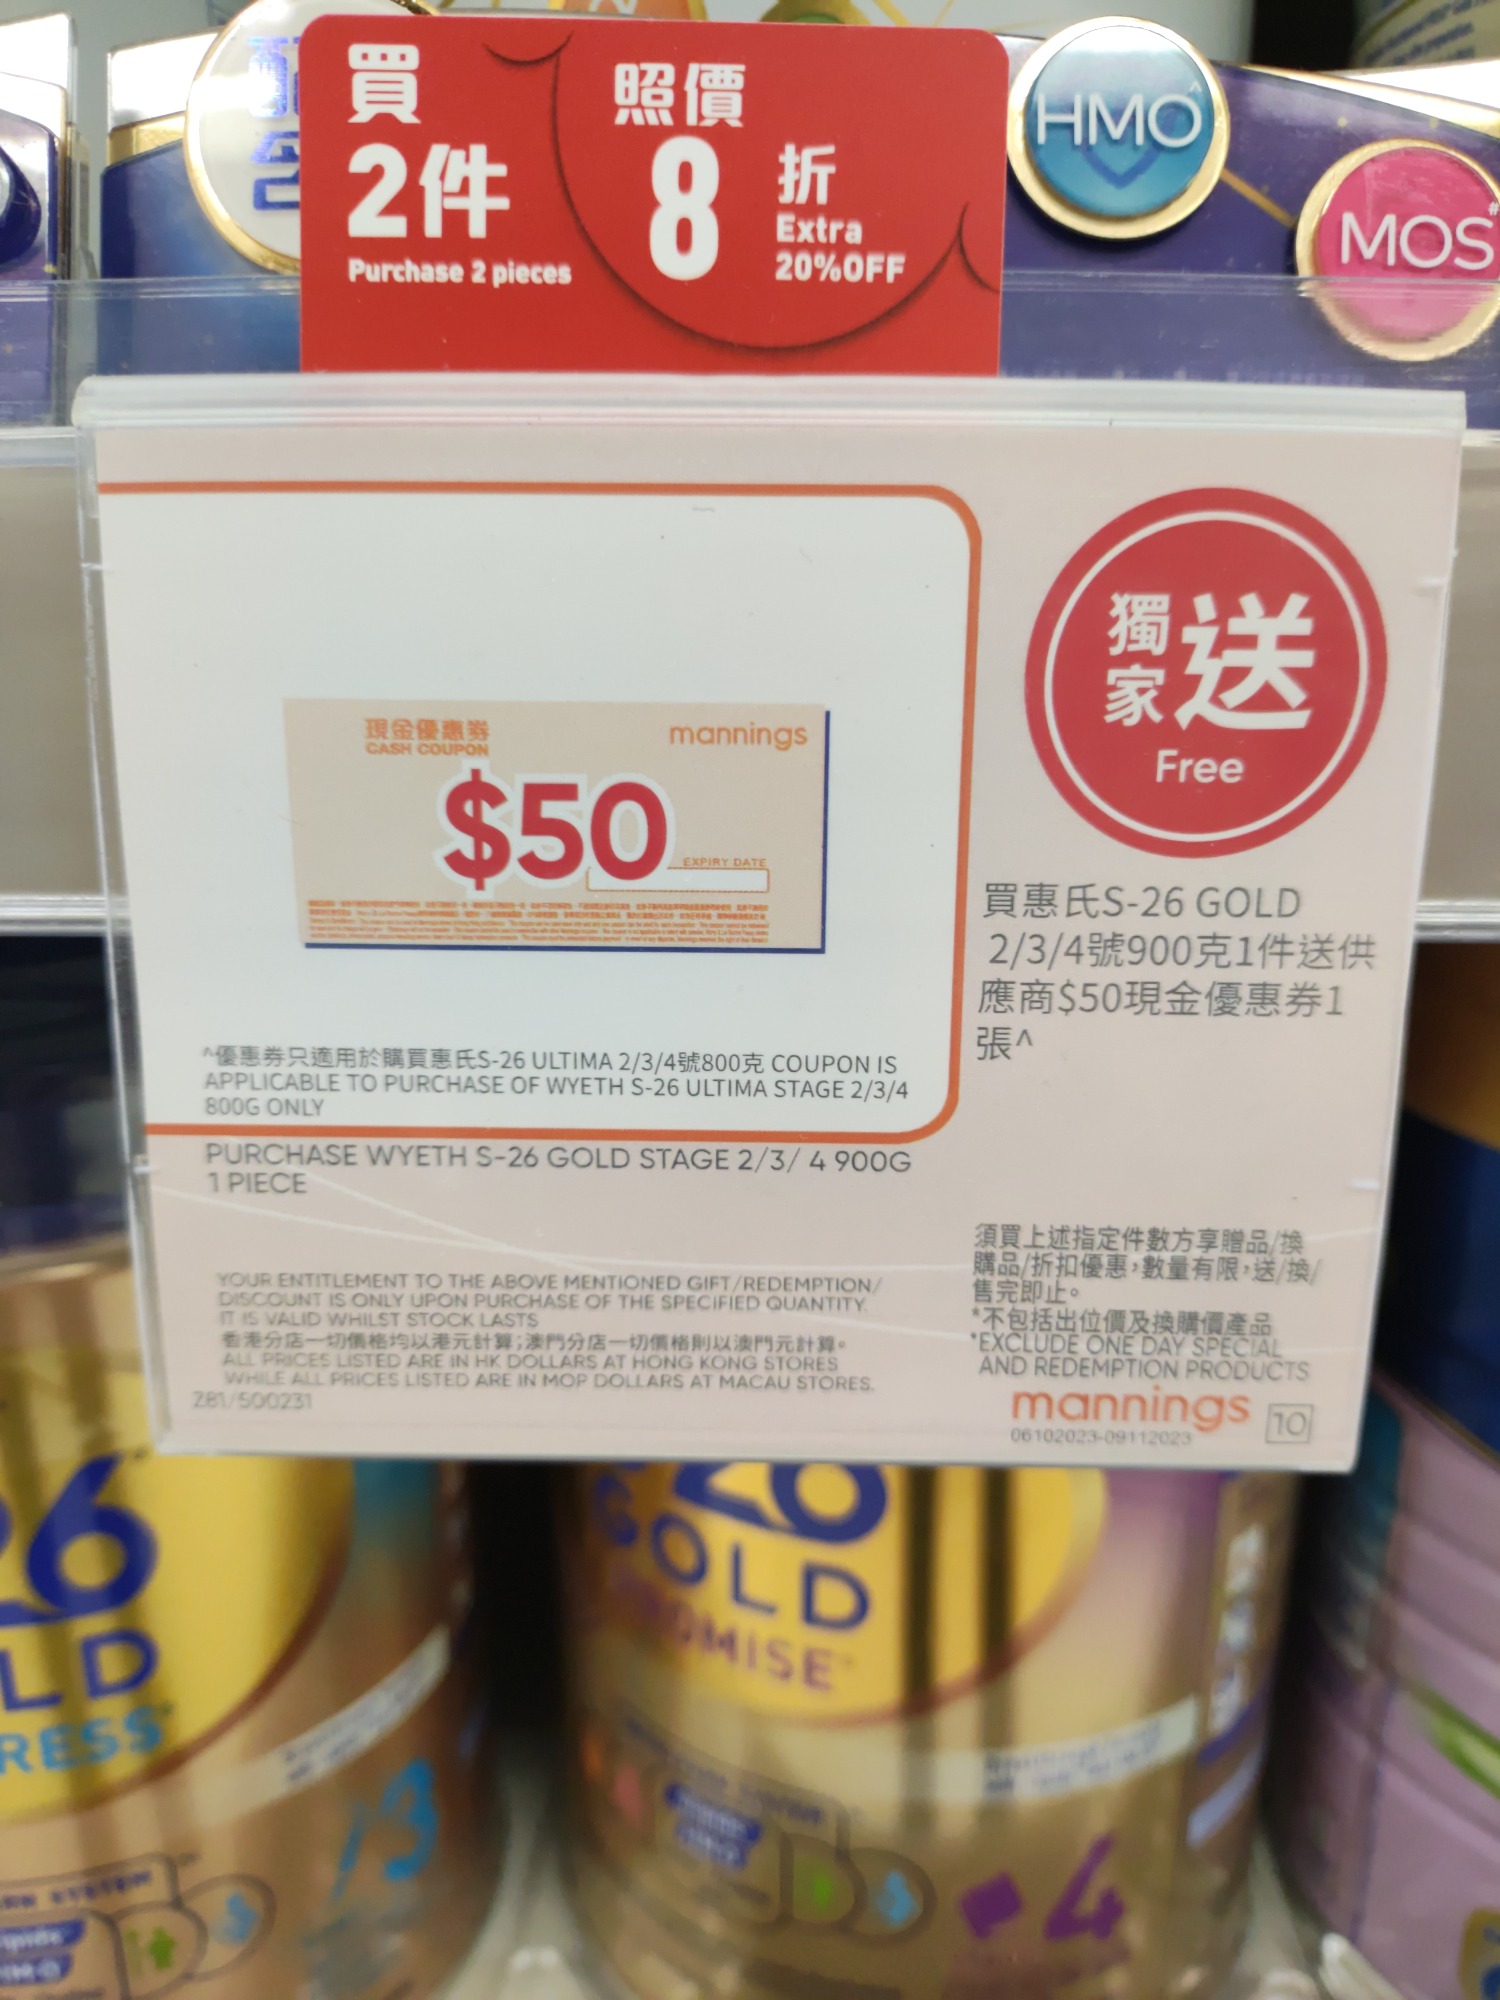 買
2件
Purchase 2 pieces
照價
8折
Extra
20%OFF
HMO^
MOS#
獨家送
Free
現金優惠券
CASH COUPON
mannings
$50
EXPIRY DATE
^優惠券只適用於購買惠氏S-26 ULTIMA 2/3/4號800克 COUPON IS
APPLICABLE TO PURCHASE OF WYETH S-26 ULTIMA STAGE 2/3/4
800G ONLY
買惠氏S-26 GOLD
2/3/4號900克1件送供
應商$50現金優惠券1
張^
PURCHASE WYETH S-26 GOLD STAGE 2/3/ 4 900G
1 PIECE
YOUR ENTITLEMENT TO THE ABOVE MENTIONED GIFT/REDEMPTION/
DISCOUNT IS ONLY UPON PURCHASE OF THE SPECIFIED QUANTITY.
IT IS VALID WHILST STOCK LASTS
香港分店一切價格均以港元計算;澳門分店一切價格則以澳門元計算。
ALL PRICES LISTED ARE IN HK DOLLARS AT HONG KONG STORES
WHILE ALL PRICES LISTED ARE IN MOP DOLLARS AT MACAU STORES.
Z81/500231
須買上述指定件數方享贈品/換
購品/折扣優惠,數量有限,送/換/
售完即止。
*不包括出位價及換購價產品
*EXCLUDE ONE DAY SPECIAL
AND REDEMPTION PRODUCTS
mannings
10
06102023-09112023
26
LD
RESS
3
26
GOLD
PROMISE
4